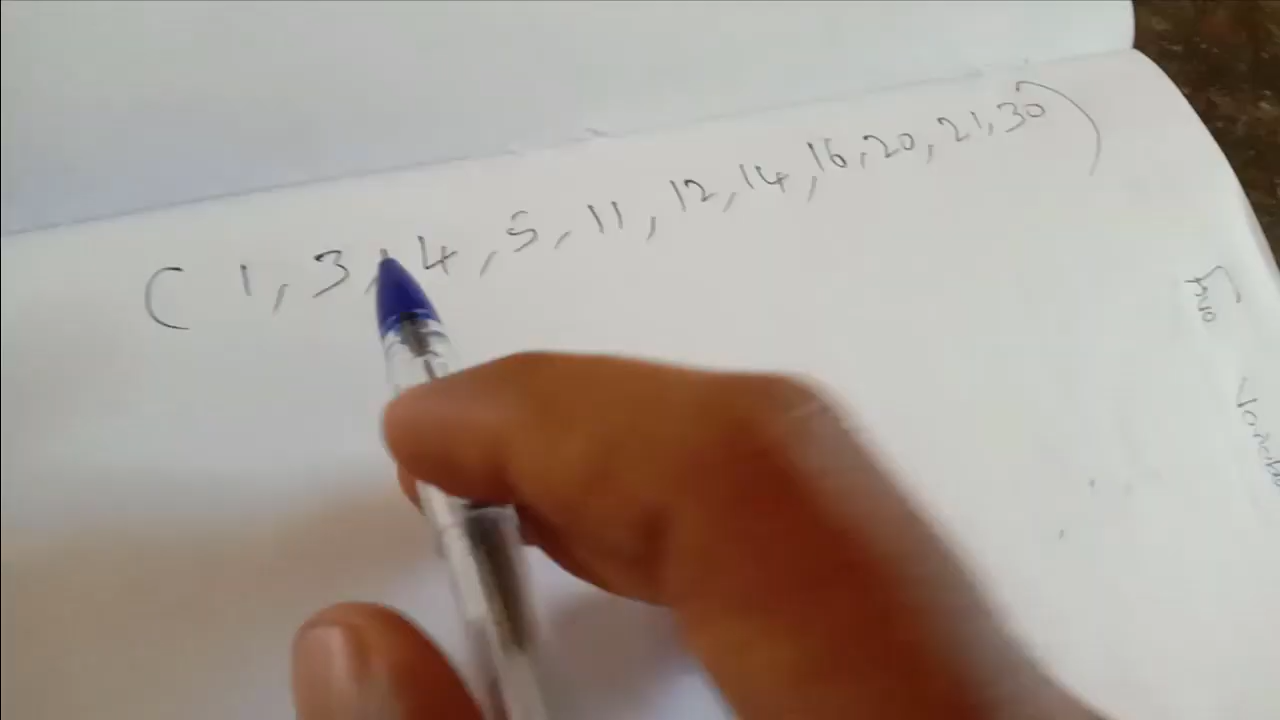 ( 1, 3, 4, 5, 11, 12, 14, 16, 20, 21, 30 )